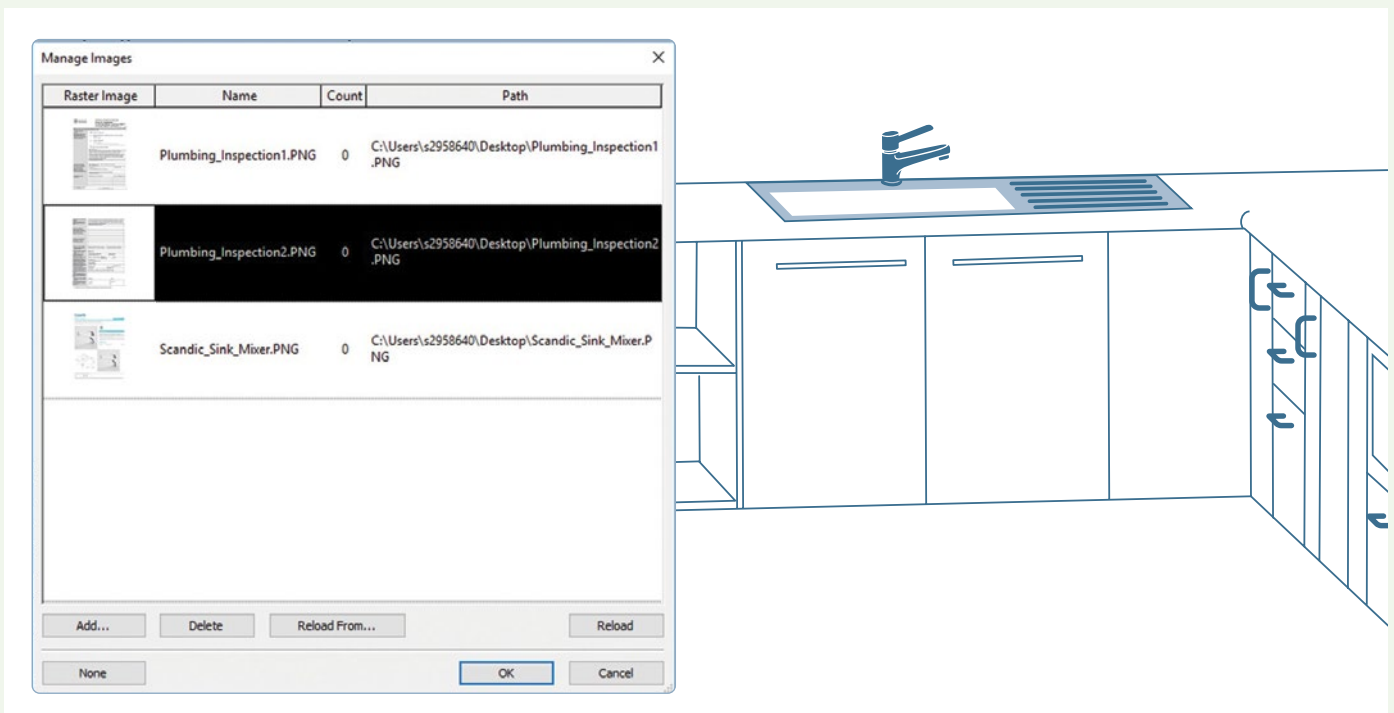 Manage Images
Raster Image Name Count Path
Plumbing_Inspection1.PNG 0 C:\Users\s2958640\Desktop\Plumbing_Inspection1
.PNG
Plumbing_Inspection2.PNG 0 C:\Users\s2958640\Desktop\Plumbing_Inspection2
.PNG
Scandic_Sink_Mixer.PNG 0 C:\Users\s2958640\Desktop\Scandic_Sink_Mixer.P
NG
Add... Delete Reload From... Reload
None OK Cancel